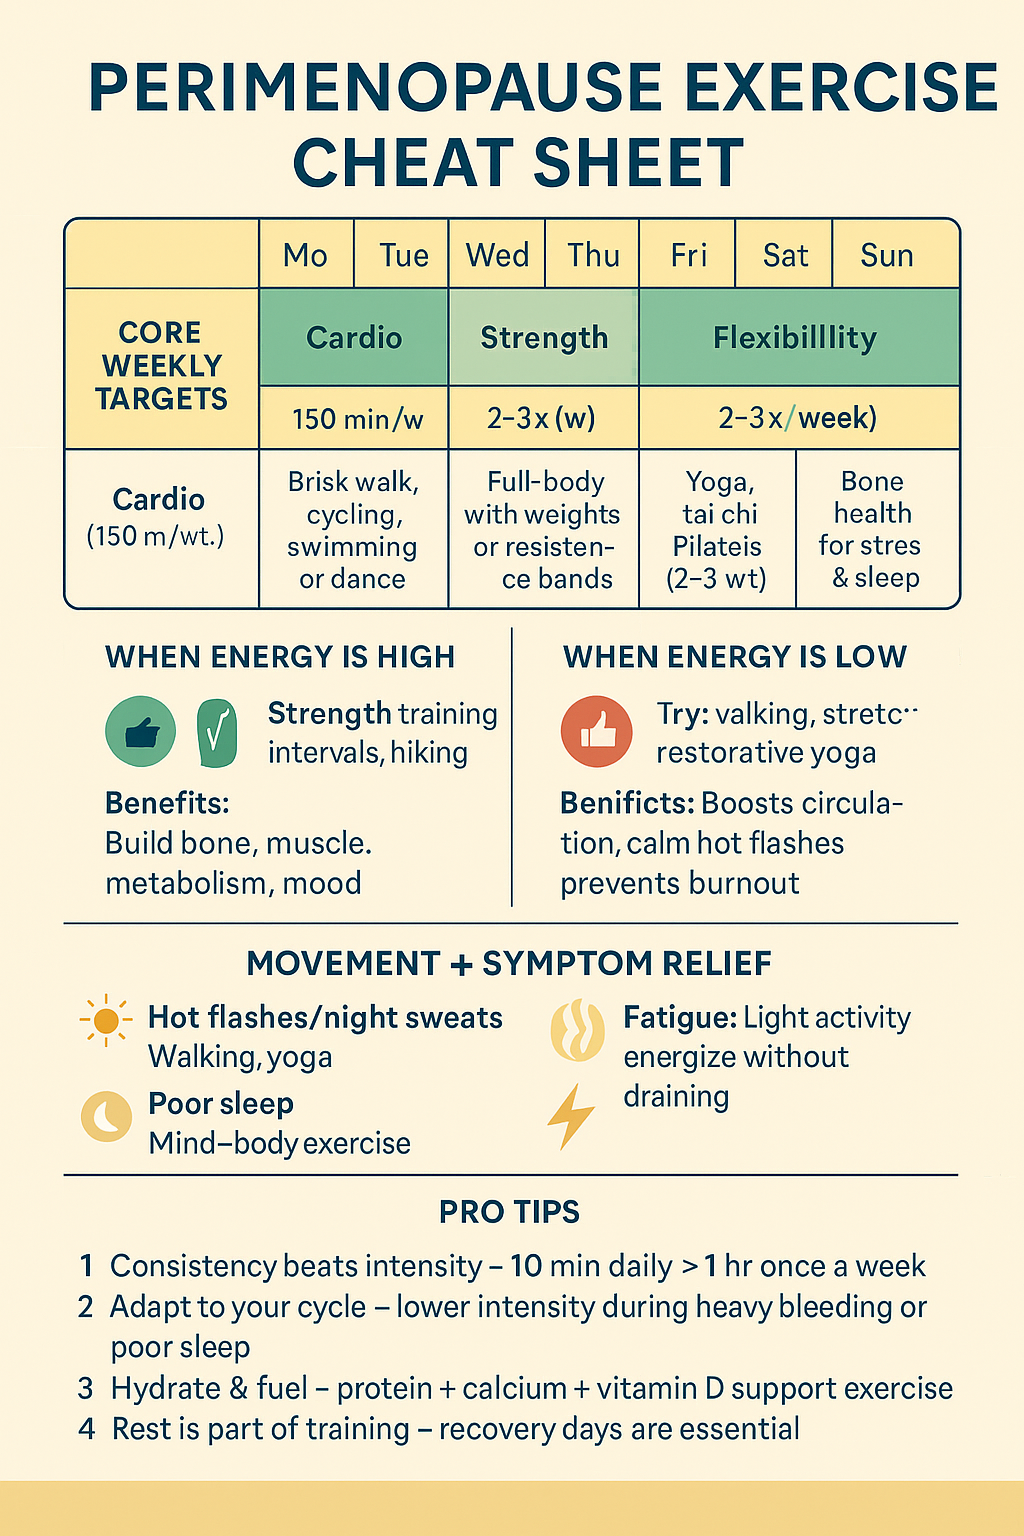 PERIMENOPAUSE EXERCISE
CHEAT SHEET
Mo Tue Wed Thu Fri Sat Sun
CORE
WEEKLY
TARGETS
Cardio Strength Flexibilllity
150 min/w 2–3x (w) 2–3x/week)
Cardio
(150 m/wt.)
Brisk walk,
cycling,
swimming
or dance
Full-body
with weights
or resisten-
ce bands
Yoga,
tai chi
Pilateis
(2–3 wt)
Bone
health
for stres
& sleep
WHEN ENERGY IS HIGH
Strength training
intervals, hiking
Benefits:
Build bone, muscle.
metabolism, mood
WHEN ENERGY IS LOW
Try: valking, stretc··
restorative yoga
Benificts: Boosts circula-
tion, calm hot flashes
prevents burnout
MOVEMENT + SYMPTOM RELIEF
Hot flashes/night sweats
Walking, yoga
Poor sleep
Mind–body exercise
Fatigue: Light activity
energize without
draining
PRO TIPS
1 Consistency beats intensity – 10 min daily > 1 hr once a week
2 Adapt to your cycle – lower intensity during heavy bleeding or
poor sleep
3 Hydrate & fuel – protein + calcium + vitamin D support exercise
4 Rest is part of training – recovery days are essential